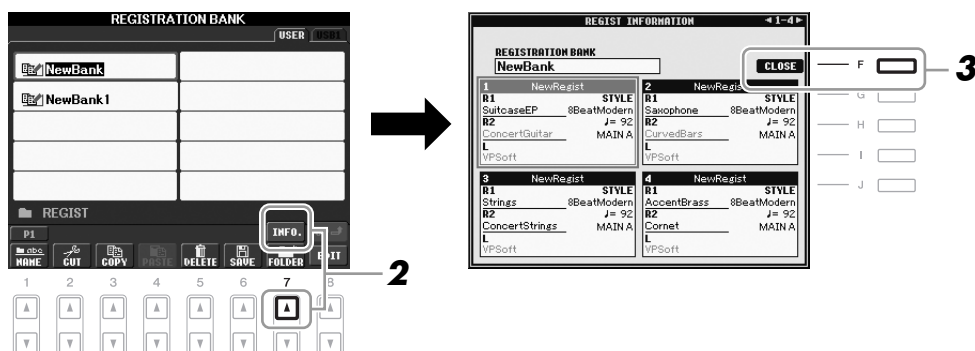 REGISTRATION BANK
USER USB1
NewBank
NewBank1
REGIST
P1 INFO.
NAME CUT COPY PASTE DELETE SAVE FOLDER EDIT
1 2 3 4 5 6 7 8
2
REGIST INFORMATION 1-4
REGISTRATION BANK
NewBank
CLOSE
1 NewRegist
R1 STYLE
SuitcaseEP 8BeatModern
R2 ♩= 92
ConcertGuitar MAIN A
L
VPSoft
2 NewRegist
R1 STYLE
Saxophone 8BeatModern
R2 ♩= 92
CurvedBars MAIN A
L
VPSoft
3 NewRegist
R1 STYLE
Strings 8BeatModern
R2 ♩= 92
ConcertStrings MAIN A
L
VPSoft
4 NewRegist
R1 STYLE
AccentBrass 8BeatModern
R2 ♩= 92
Cornet MAIN A
L
VPSoft
F
G
H
I
J
3